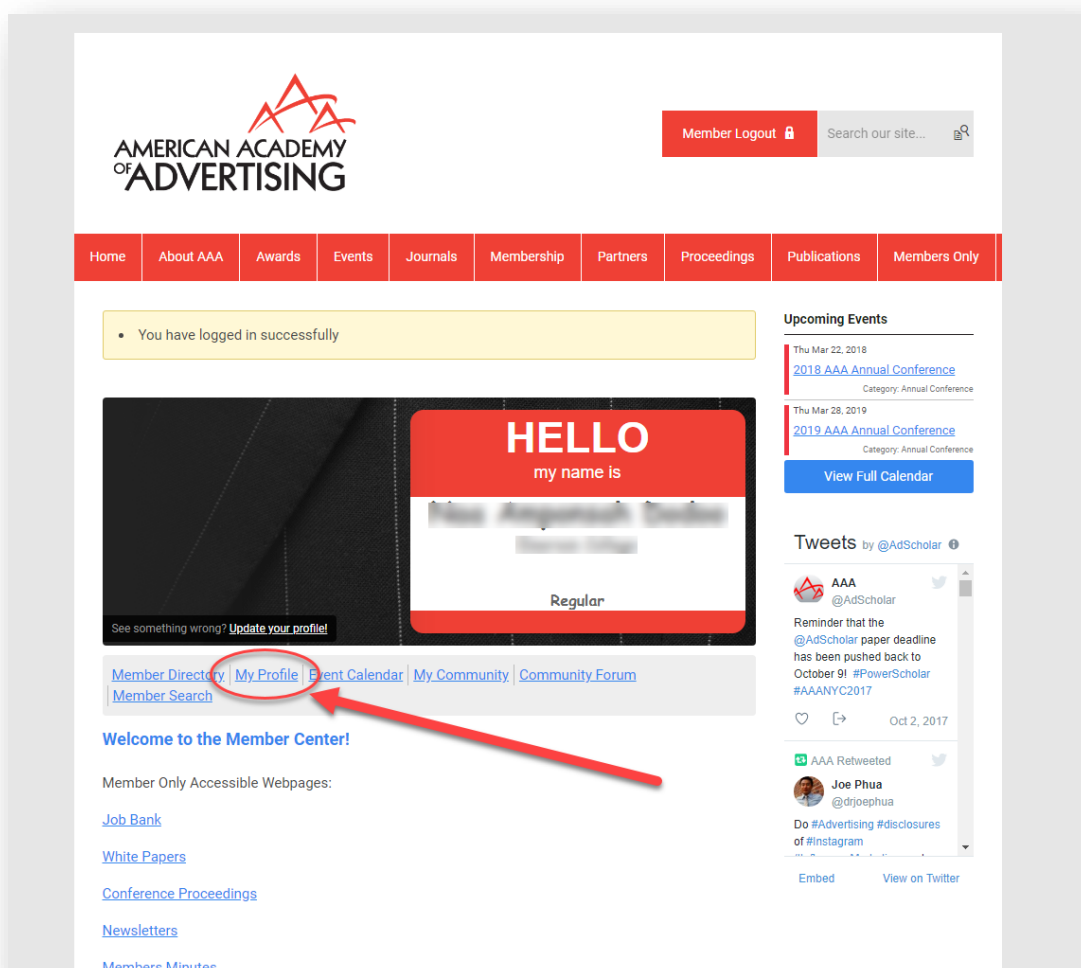 AMERICAN ACADEMY
OF ADVERTISING
Member Logout
Search our site...
Home
About AAA
Awards
Events
Journals
Membership
Partners
Proceedings
Publications
Members Only
You have logged in successfully
HELLO
my name is
Regular
See something wrong? Update your profile!
Member Directory
My Profile
Event Calendar
My Community
Community Forum
Member Search
Welcome to the Member Center!
Member Only Accessible Webpages:
Job Bank
White Papers
Conference Proceedings
Newsletters
Members Minutes
Upcoming Events
Thu Mar 22, 2018
2018 AAA Annual Conference
Category: Annual Conference
Thu Mar 28, 2019
2019 AAA Annual Conference
Category: Annual Conference
View Full Calendar
Tweets by @AdScholar
AAA
@AdScholar
Reminder that the
@AdScholar paper deadline
has been pushed back to
October 9! #PowerScholar
#AAANYC2017
Oct 2, 2017
AAA Retweeted
Joe Phua
@drjoephua
Do #Advertising #disclosures
of #Instagram
Embed
View on Twitter